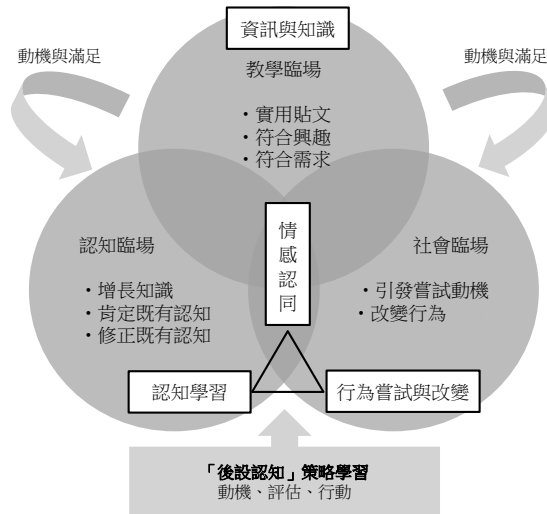 資訊與知識
動機與滿足
動機與滿足
教學臨場
・實用貼文
・符合興趣
・符合需求
情感認同
認知臨場
・增長知識
・肯定既有認知
・修正既有認知
社會臨場
・引發嘗試動機
・改變行為
認知學習
行為嘗試與改變
「後設認知」策略學習
動機、評估、行動